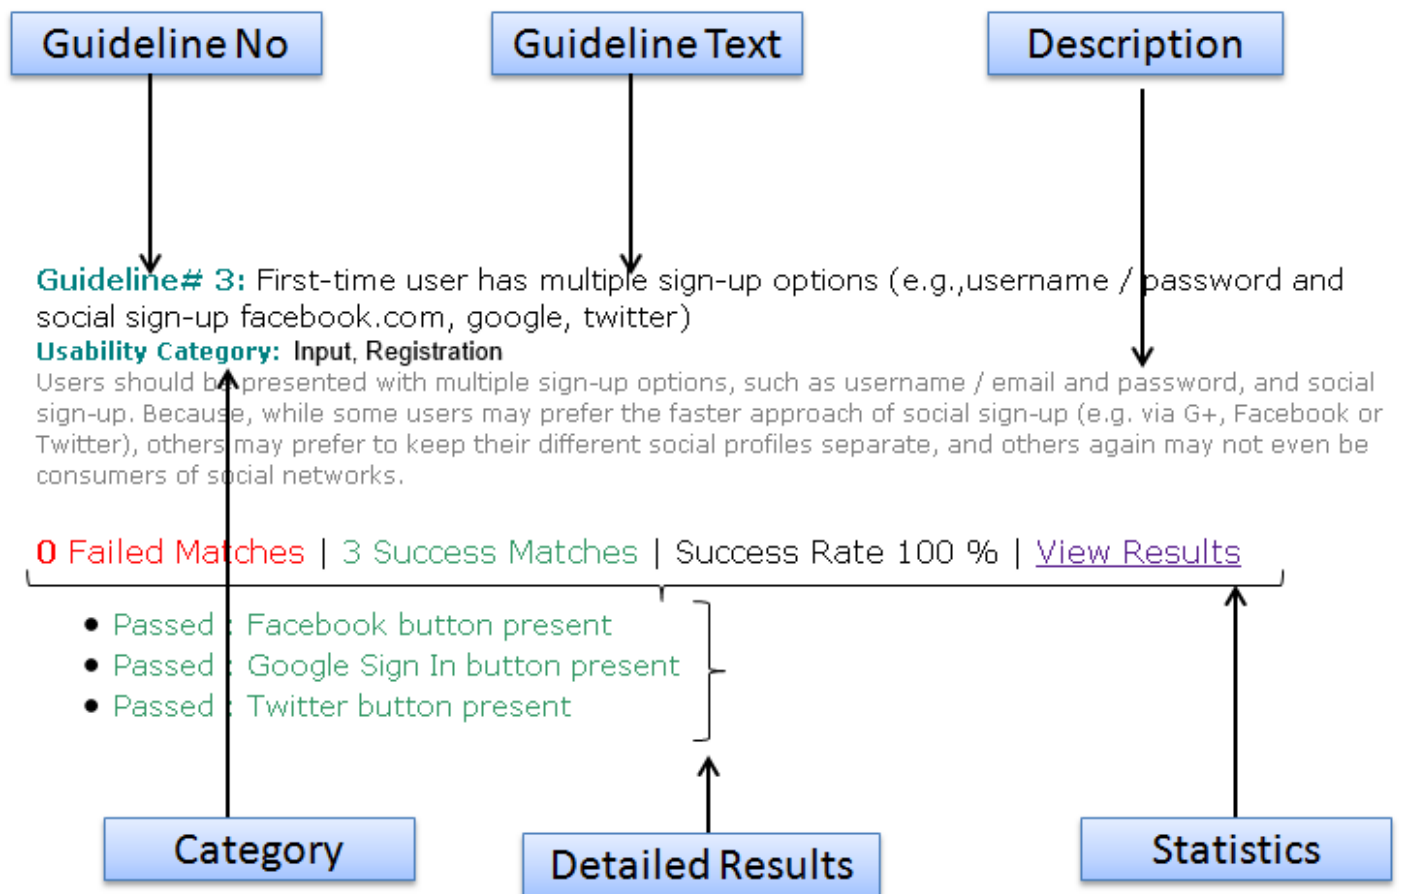 Guideline No
Guideline Text
Description
Guideline# 3: First-time user has multiple sign-up options (e.g.,username / password and
social sign-up facebook.com, google, twitter)
Usability Category: Input, Registration
Users should be presented with multiple sign-up options, such as username / email and password, and social
sign-up. Because, while some users may prefer the faster approach of social sign-up (e.g. via G+, Facebook or
Twitter), others may prefer to keep their different social profiles separate, and others again may not even be
consumers of social networks.
0 Failed Matches | 3 Success Matches | Success Rate 100 % | View Results
• Passed : Facebook button present
• Passed : Google Sign In button present
• Passed : Twitter button present
Category
Detailed Results
Statistics